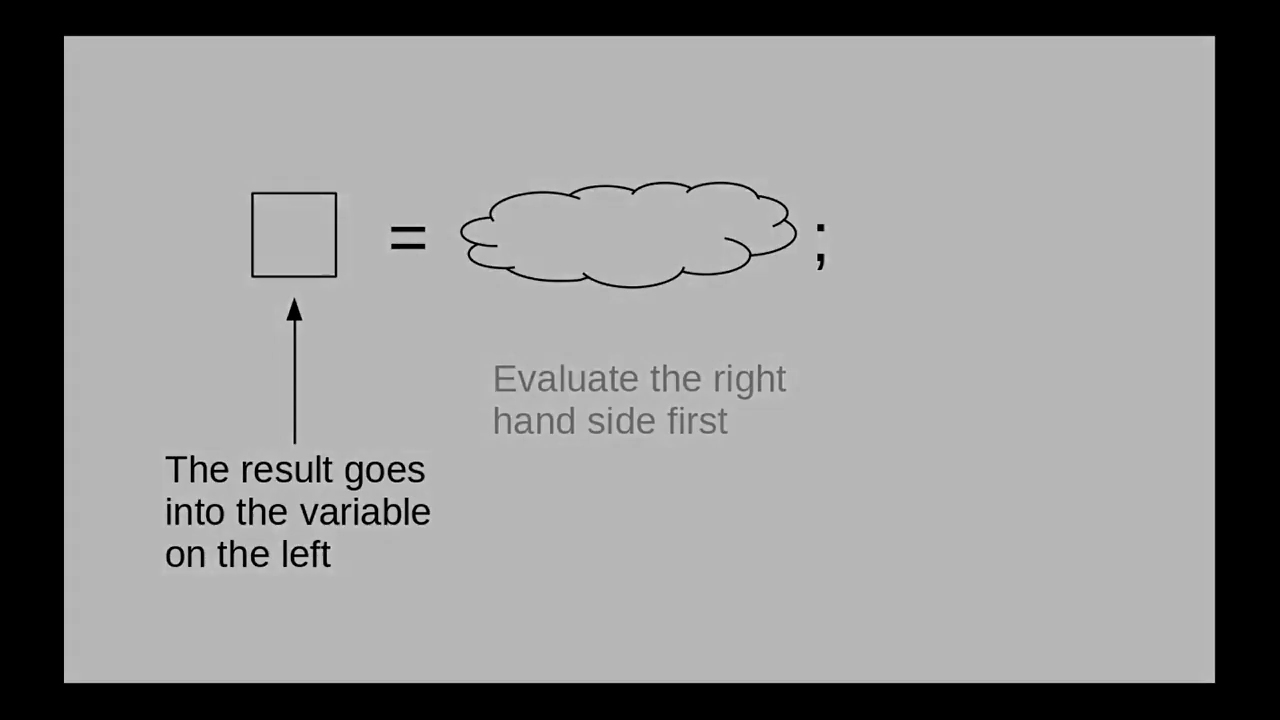 = ;
Evaluate the right
hand side first
The result goes
into the variable
on the left